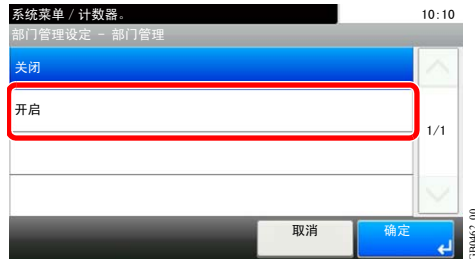 系统菜单 / 计数器。 10:10
部门管理设定 - 部门管理
关闭
开启
1/1
取消 确定